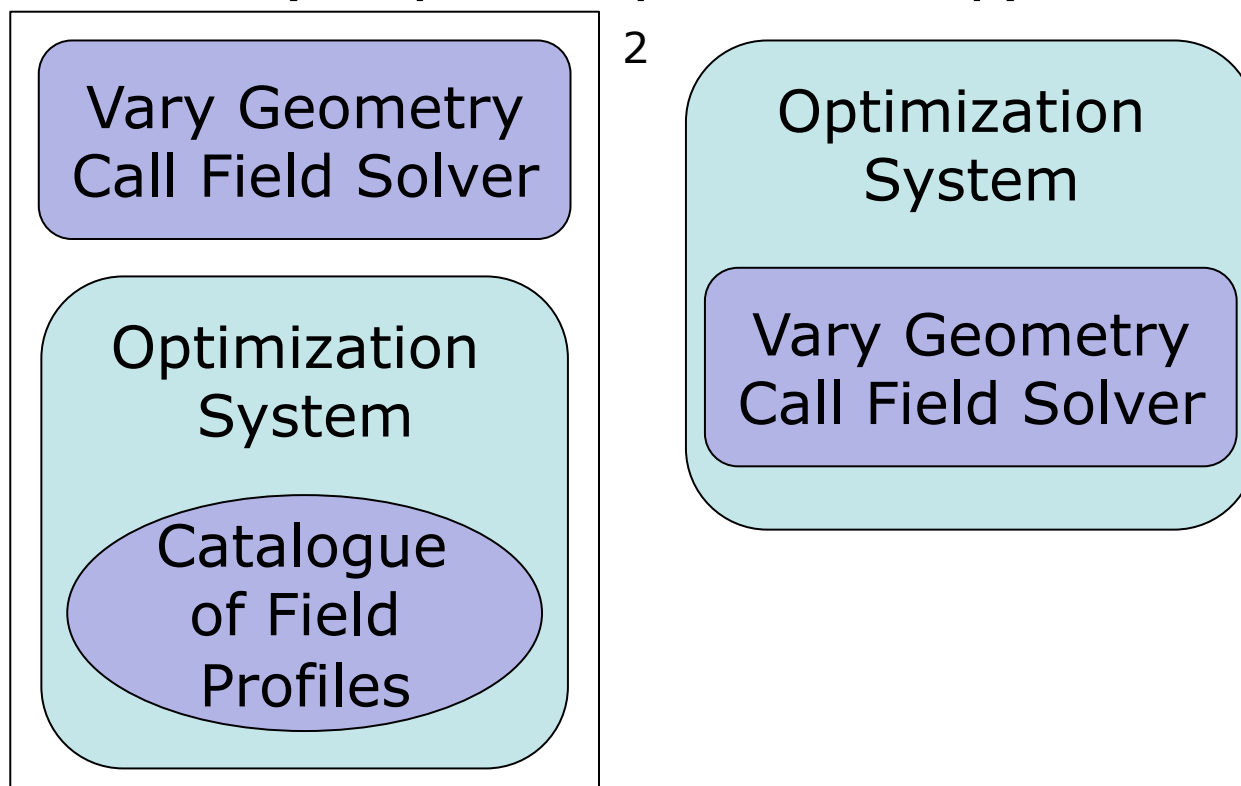 Vary Geometry
Call Field Solver
Optimization
System
Catalogue
of Field
Profiles
2
Optimization
System
Vary Geometry
Call Field Solver